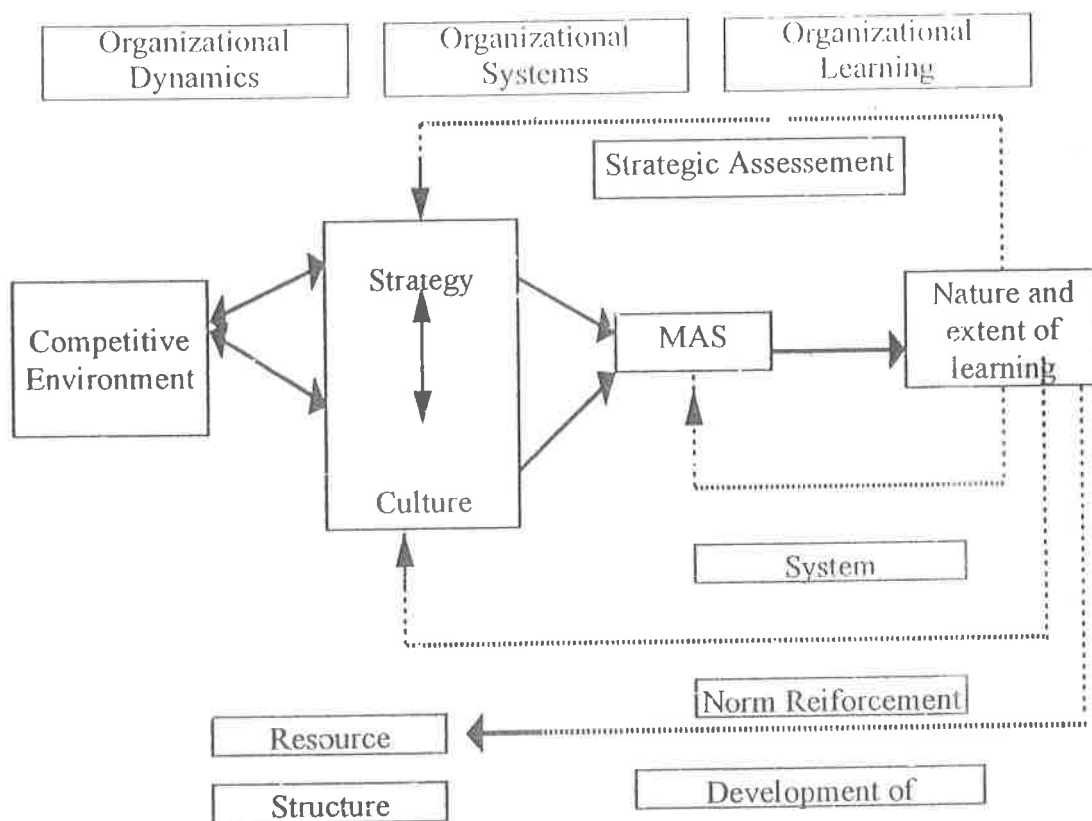 Organizational
Dynamics
Organizational
Systems
Organizational
Learning
Strategic Assessement
Strategy
Nature and
extent of
learning
MAS
Competitive
Environment
Culture
System
Norm Reiforcement
Resource
Development of
Structure